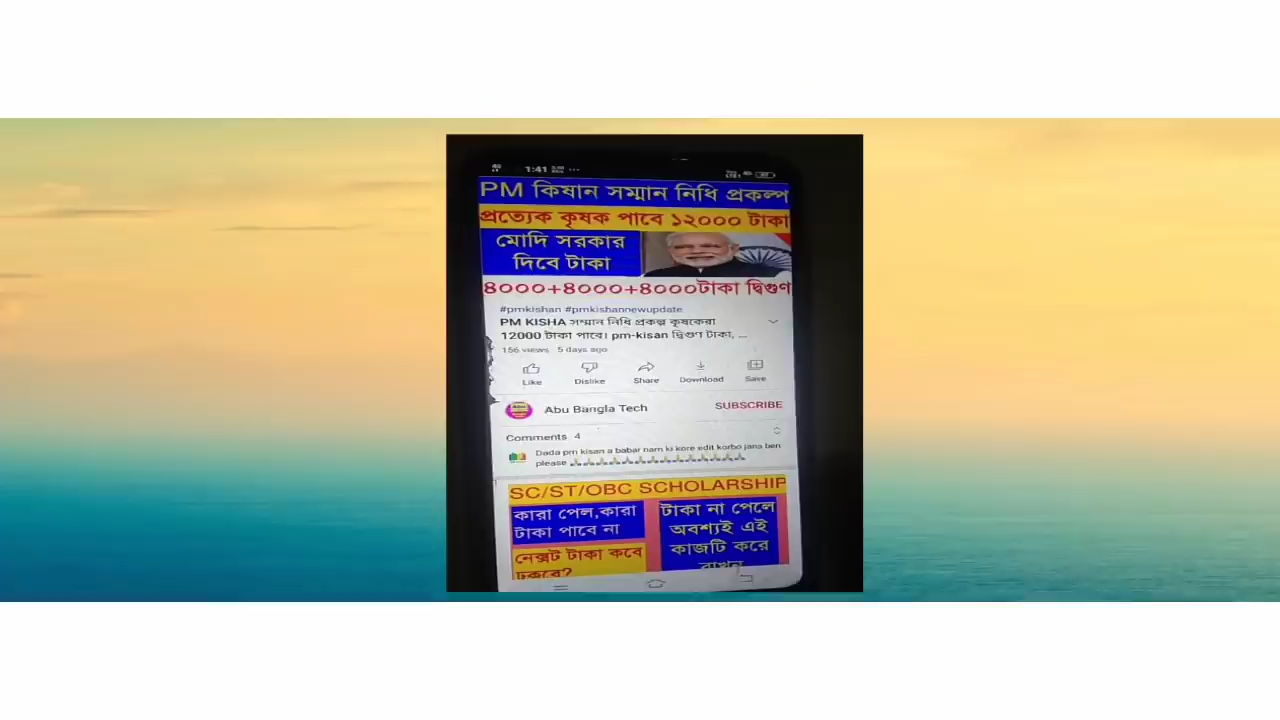 1:41
PM কিষান সম্মান নিধি প্রকল্প
প্রত্যেক কৃষক পাবে ১২০০০ টাকা
মোদি সরকার
দিবে টাকা
৪০০০+৪০০০+৪০০০টাকা দ্বিগুণ
#pmkishan #pmkishannewupdate
PM KISHA সম্মান নিধি প্রকল্প কৃষকেরা
12000 টাকা পাবে। pm-kisan দ্বিগুণ টাকা, ...
156 views 5 days ago
Like Dislike Share Download Save
Abu Bangla Tech SUBSCRIBE
Comments 4
Dada pm kisan a babar nam ki kore edit korbo jana ben
please 🙏🙏🙏🙏🙏🙏🙏🙏🙏🙏🙏🙏🙏🙏
SC/ST/OBC SCHOLARSHIP
কারা পেল,কারা
টাকা পাবে না
নেক্সট টাকা কবে
ঢুকবে?
টাকা না পেলে
অবশ্যই এই
কাজটি করে
রাখুন